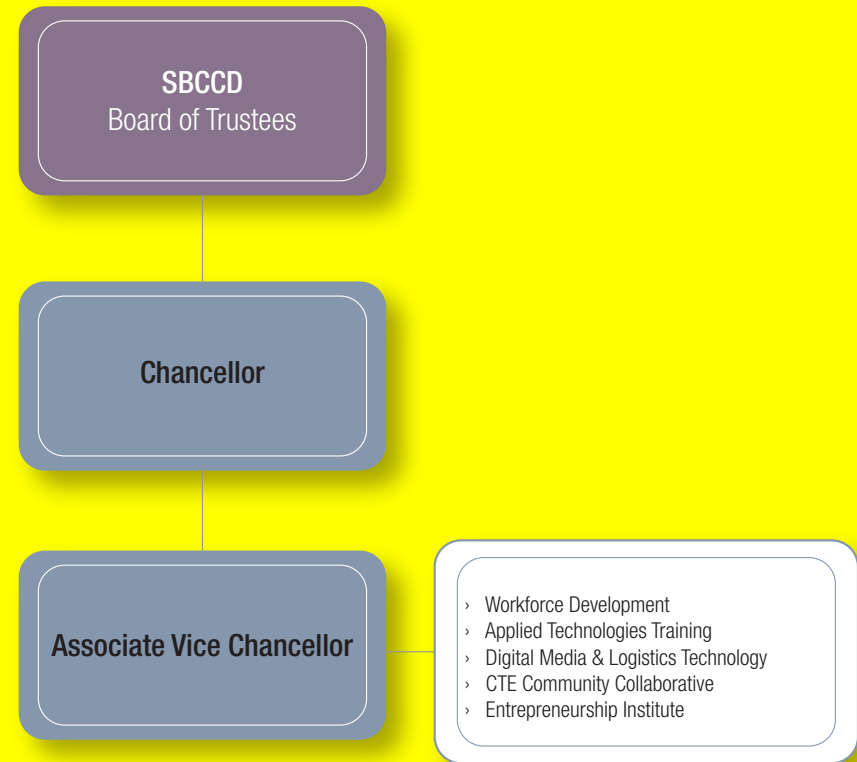 SBCCD
Board of Trustees
Chancellor
Associate Vice Chancellor
› Workforce Development
› Applied Technologies Training
› Digital Media & Logistics Technology
› CTE Community Collaborative
› Entrepreneurship Institute